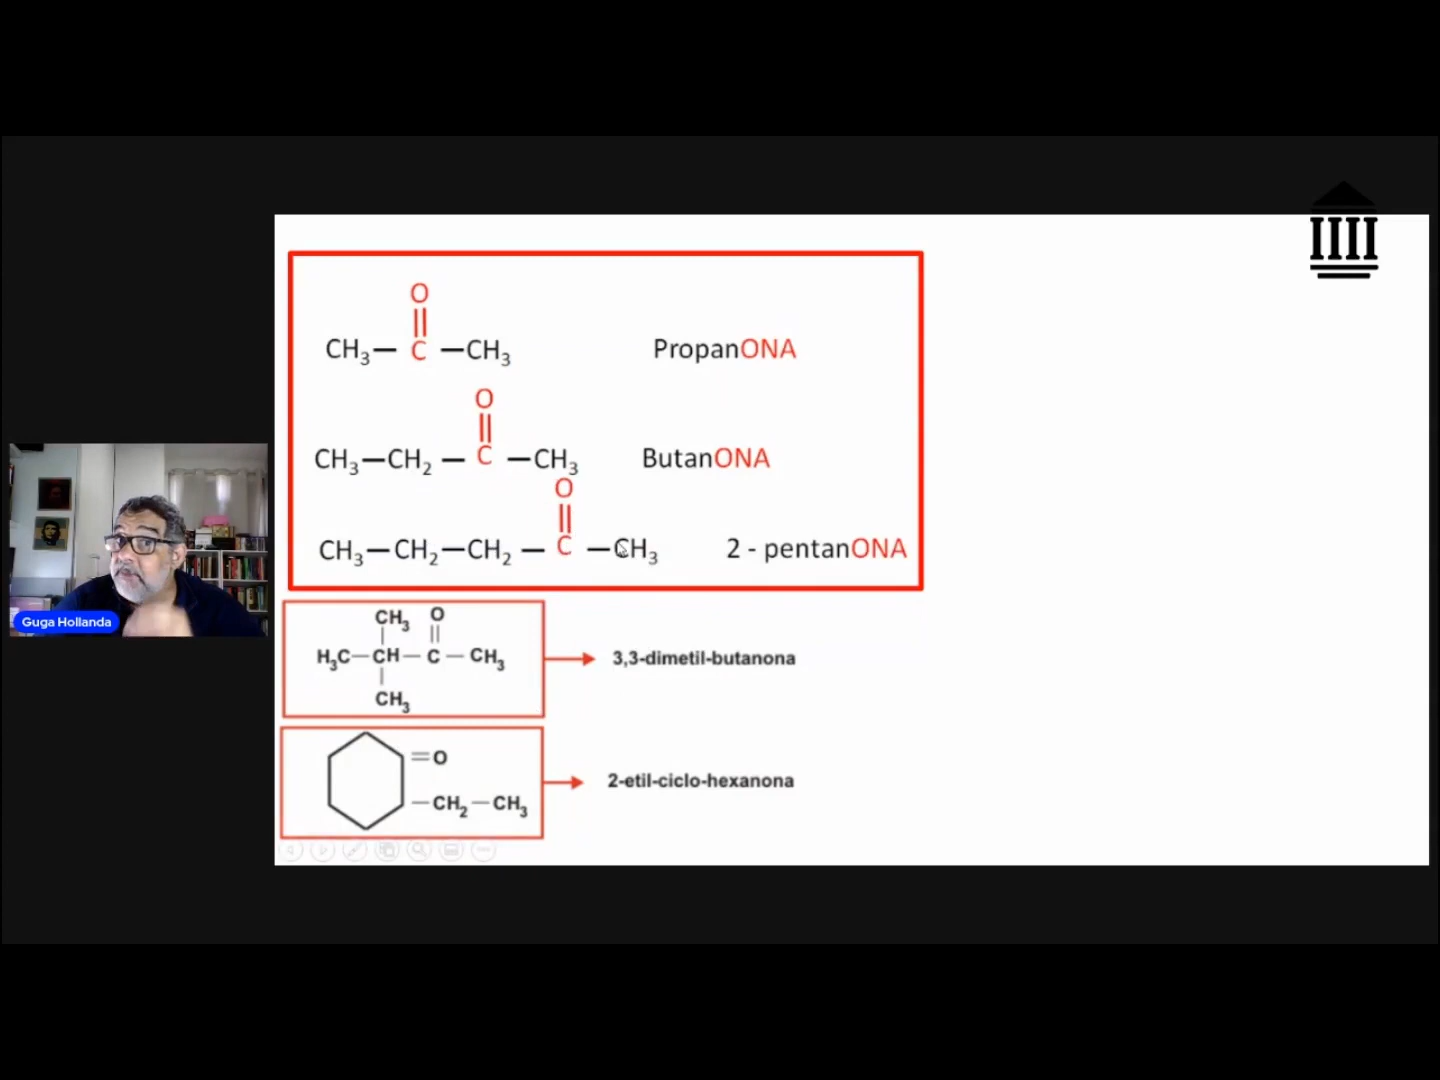 O
CH₃— C —CH₃ PropanONA
O
CH₃—CH₂ — C —CH₃ ButanONA
O
CH₃—CH₂—CH₂ — C —CH₃ 2 - pentanONA
Guga Hollanda
CH₃ O
H₃C—CH—C—CH₃ 3,3-dimetil-butanona
CH₃
=O
2-etil-ciclo-hexanona
—CH₂—CH₃